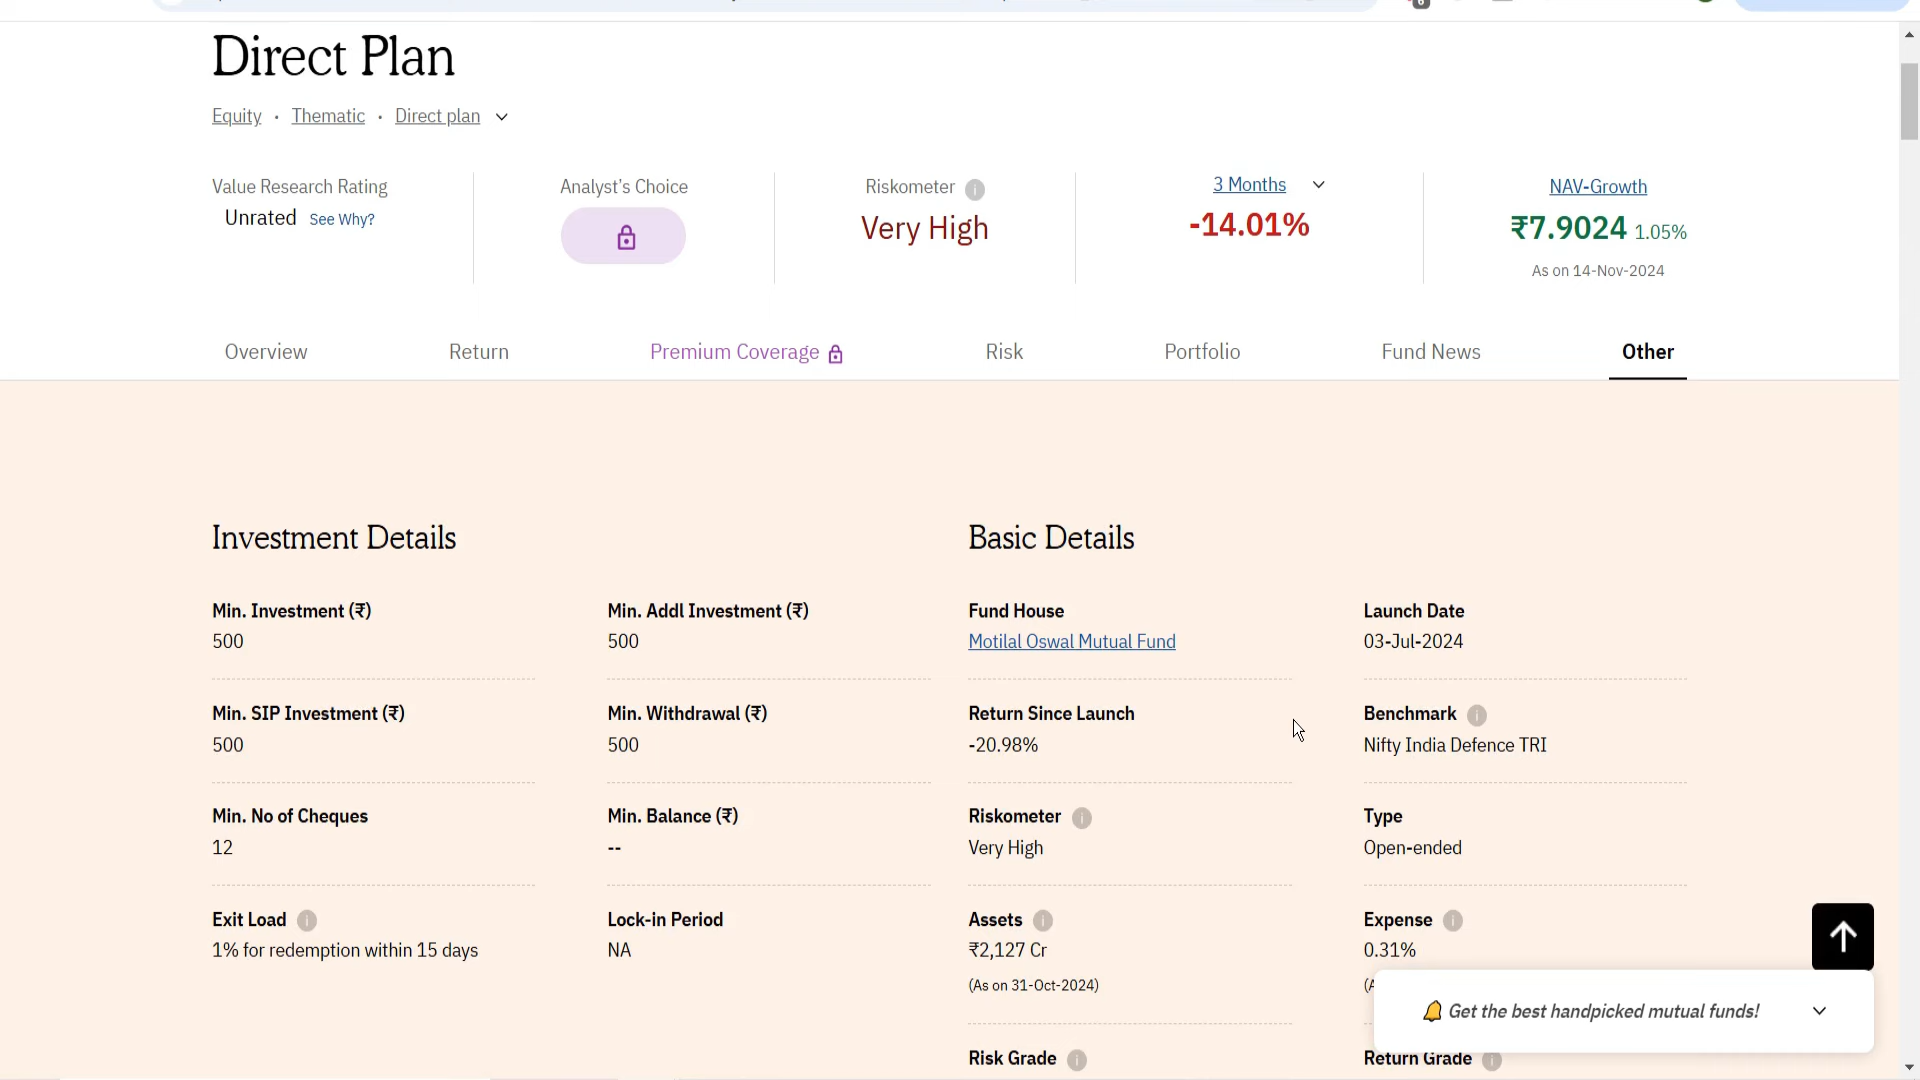 Direct Plan
Equity · Thematic · Direct plan
Value Research Rating
Unrated See Why?
Analyst's Choice
Riskometer
Very High
3 Months
-14.01%
NAV-Growth
₹7.9024 1.05%
As on 14-Nov-2024
Overview Return Premium Coverage Risk Portfolio Fund News Other
Investment Details
Min. Investment (₹)
500
Min. Addl Investment (₹)
500
Min. SIP Investment (₹)
500
Min. Withdrawal (₹)
500
Min. No of Cheques
12
Min. Balance (₹)
--
Exit Load
1% for redemption within 15 days
Lock-in Period
NA
Basic Details
Fund House
Motilal Oswal Mutual Fund
Launch Date
03-Jul-2024
Return Since Launch
-20.98%
Benchmark
Nifty India Defence TRI
Riskometer
Very High
Type
Open-ended
Assets
₹2,127 Cr
(As on 31-Oct-2024)
Expense
0.31%
Risk Grade
Return Grade
🔔 Get the best handpicked mutual funds!